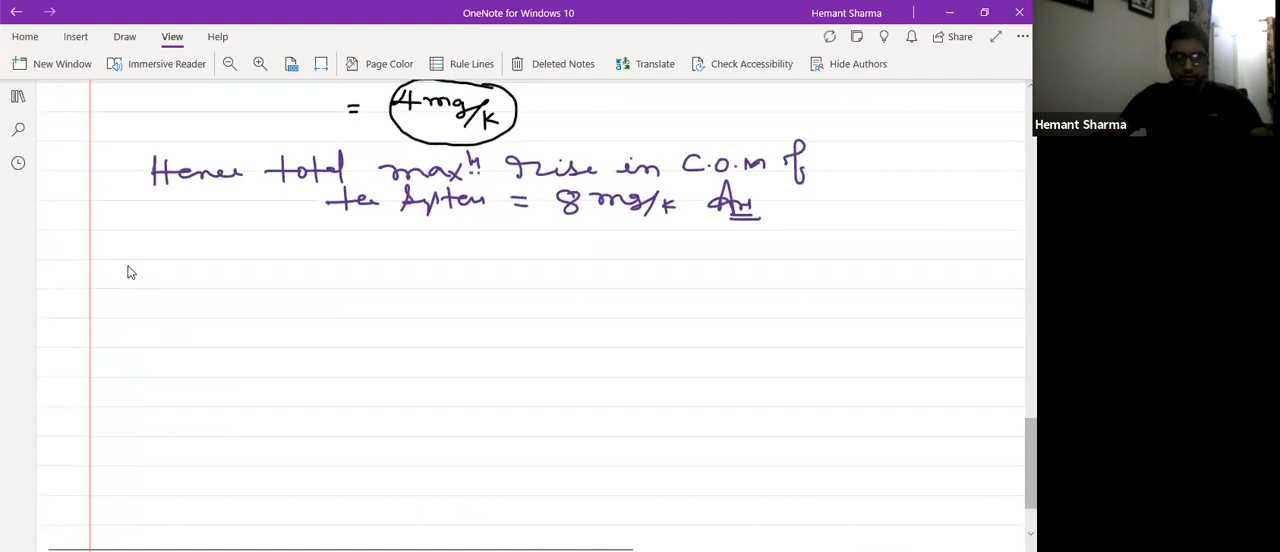 OneNote for Windows 10
Hemant Sharma
Home Insert Draw View Help
Share
New Window Immersive Reader Page Color Rule Lines Deleted Notes Translate Check Accessibility Hide Authors
= 4mg/k
Hence total maxm rise in C.O.M of
the System = 8mg/k Ans
Hemant Sharma